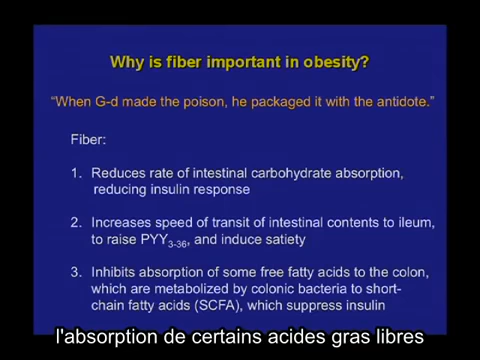 Why is fiber important in obesity?
“When G-d made the poison, he packaged it with the antidote.”
Fiber:
1. Reduces rate of intestinal carbohydrate absorption,
reducing insulin response
2. Increases speed of transit of intestinal contents to ileum,
to raise PYY3-36, and induce satiety
3. Inhibits absorption of some free fatty acids to the colon,
which are metabolized by colonic bacteria to short-
chain fatty acids (SCFA), which suppress insulin
l'absorption de certains acides gras libres